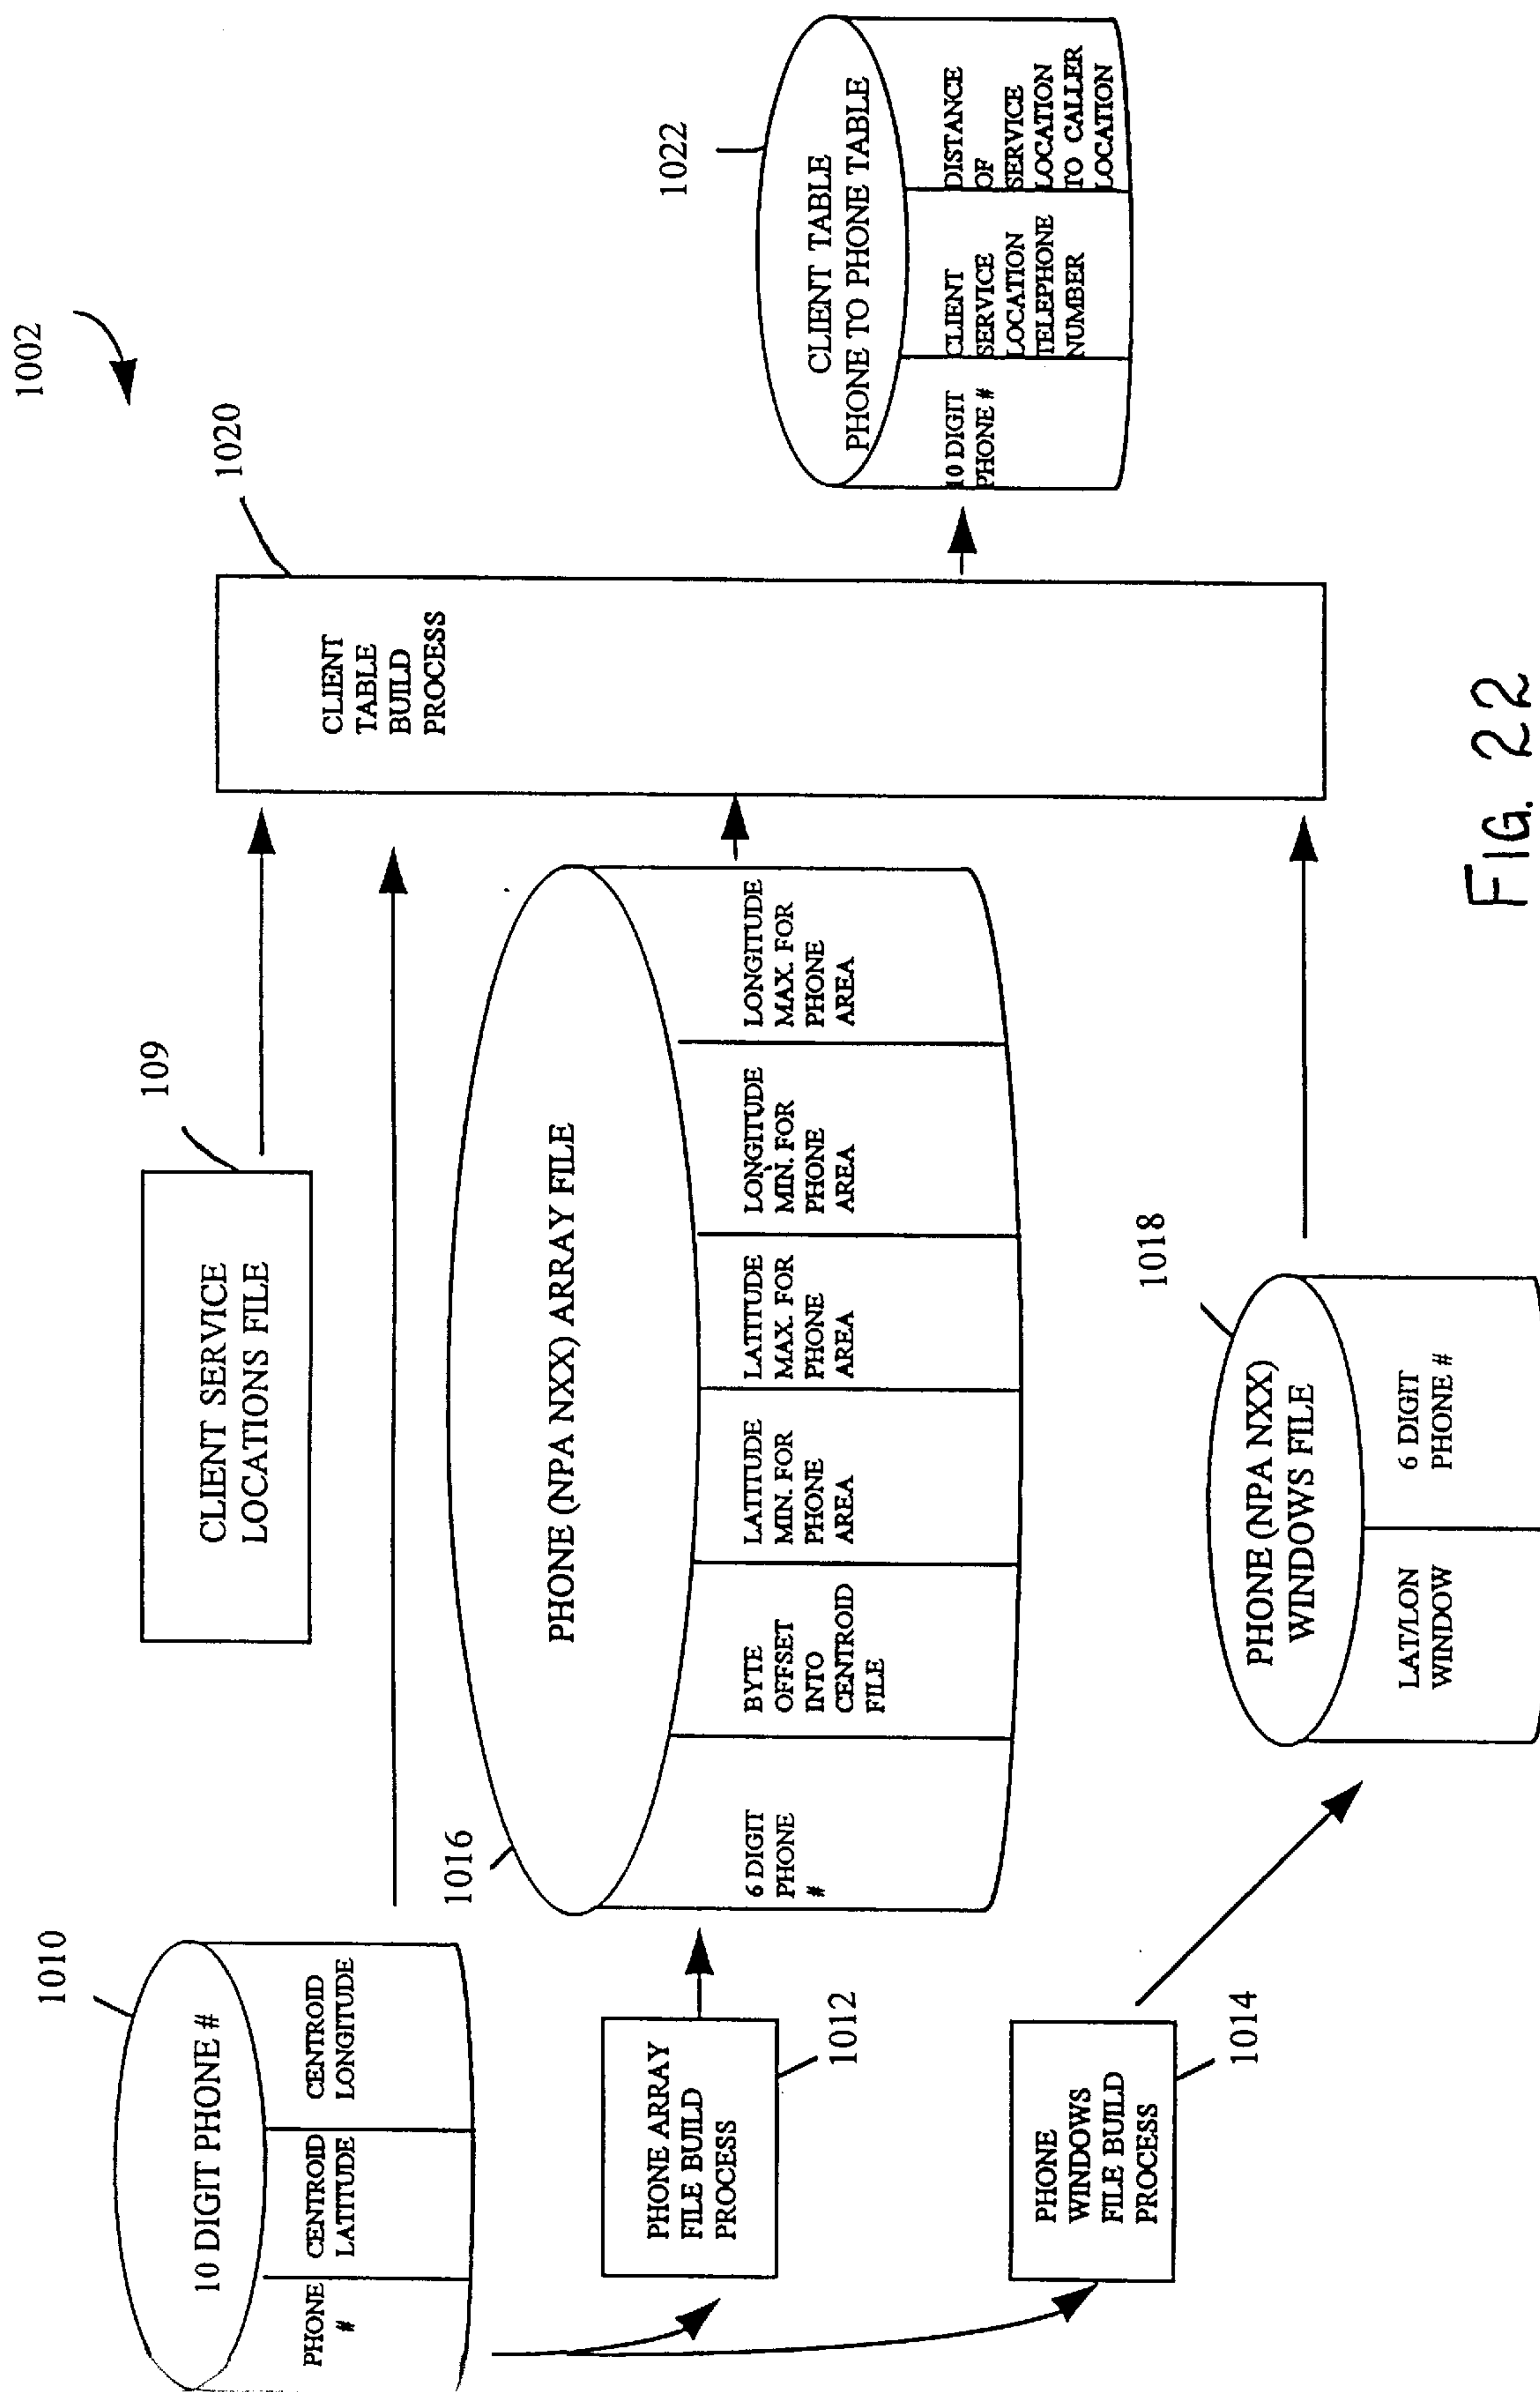 1002
1010
10 DIGIT PHONE #
PHONE
#
CENTROID
LATITUDE
CENTROID
LONGITUDE
109
CLIENT SERVICE
LOCATIONS FILE
1020
CLIENT
TABLE
BUILD
PROCESS
1016
PHONE (NPA NXX) ARRAY FILE
6 DIGIT
PHONE
#
BYTE
OFFSET
INTO
CENTROID
FILE
LATITUDE
MIN. FOR
PHONE
AREA
LATITUDE
MAX. FOR
PHONE
AREA
LONGITUDE
MIN. FOR
PHONE
AREA
LONGITUDE
MAX. FOR
PHONE
AREA
1022
CLIENT TABLE
PHONE TO PHONE TABLE
10 DIGIT
PHONE #
CLIENT
SERVICE
LOCATION
TELEPHONE
NUMBER
DISTANCE
OF
SERVICE
LOCATION
TO CALLER
LOCATION
PHONE ARRAY
FILE BUILD
PROCESS
1012
PHONE
WINDOWS
FILE BUILD
PROCESS
1014
1018
PHONE (NPA NXX)
WINDOWS FILE
LAT/LON
WINDOW
6 DIGIT
PHONE #
FIG. 22